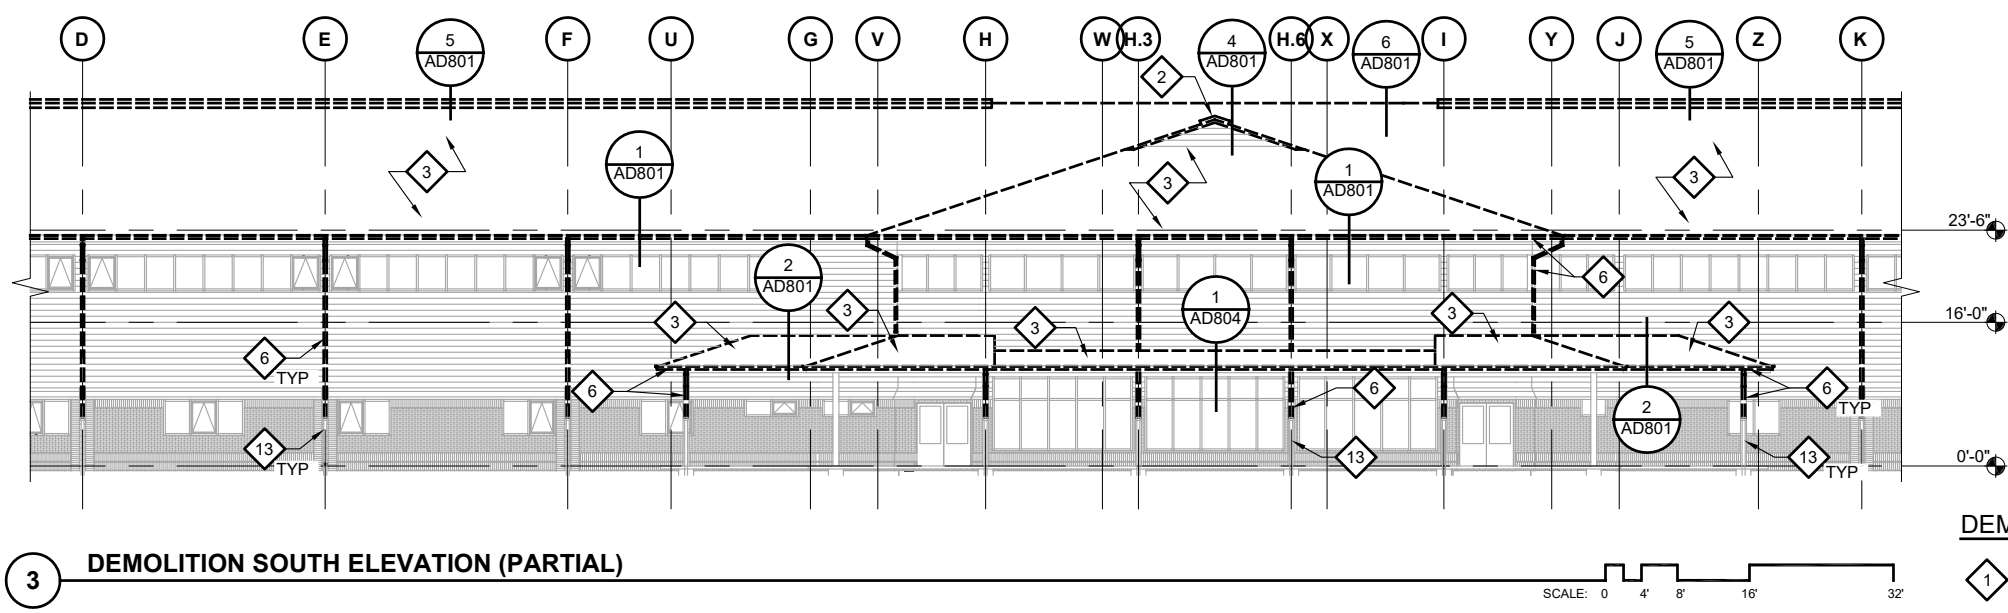 D E F U G V H W H.3 H.6 X I Y J Z K
5
AD801
4
AD801
6
AD801
5
AD801
2
1
AD801
1
AD801
3
3
3
23'-6"
2
AD801
6
1
AD804
16'-0"
3
3
3
3
3
6
TYP
6
6
6
TYP
2
AD801
13
TYP
13
13
TYP
0'-0"
DEM
3
DEMOLITION SOUTH ELEVATION (PARTIAL)
SCALE: 0 4' 8' 16' 32'
1